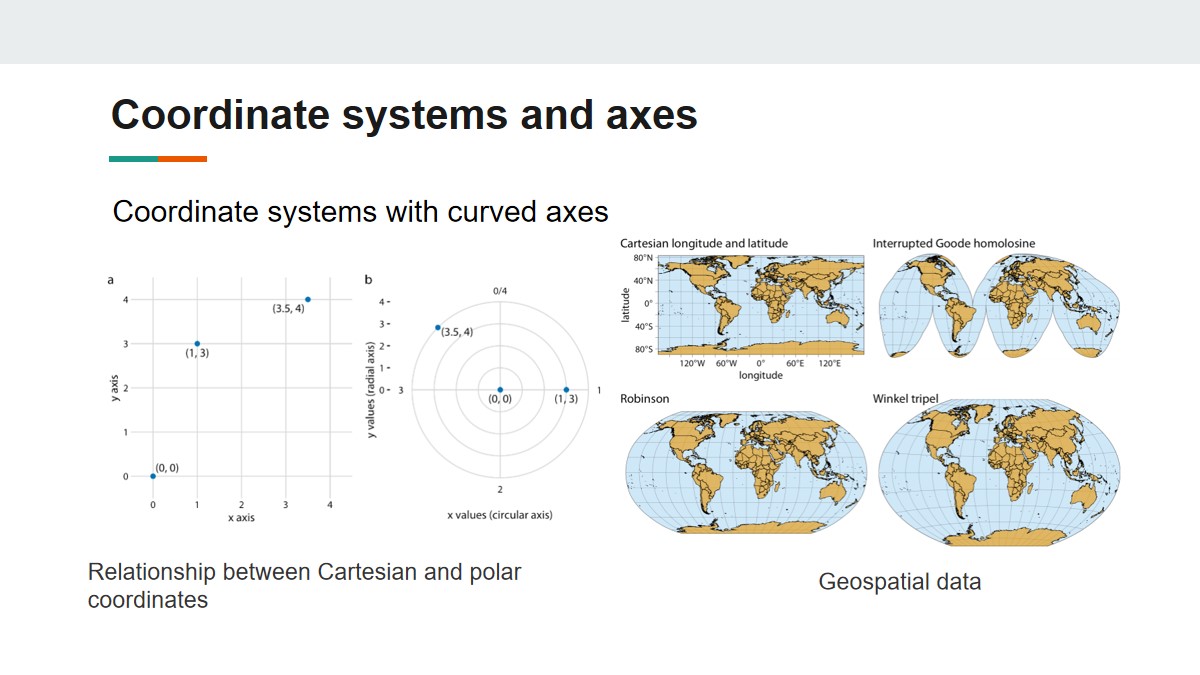 Coordinate systems and axes
Coordinate systems with curved axes
a
4
3
2
1
0
y axis
(3.5, 4)
(1, 3)
(0, 0)
0 1 2 3 4
x axis
b
0/4
4
3
2
1
0
y values (radial axis)
(3.5, 4)
3
(0, 0)
(1, 3)
1
2
x values (circular axis)
Cartesian longitude and latitude
80°N
40°N
0°
40°S
80°S
latitude
120°W 60°W 0° 60°E 120°E
longitude
Interrupted Goode homolosine
Robinson
Winkel tripel
Relationship between Cartesian and polar
coordinates
Geospatial data